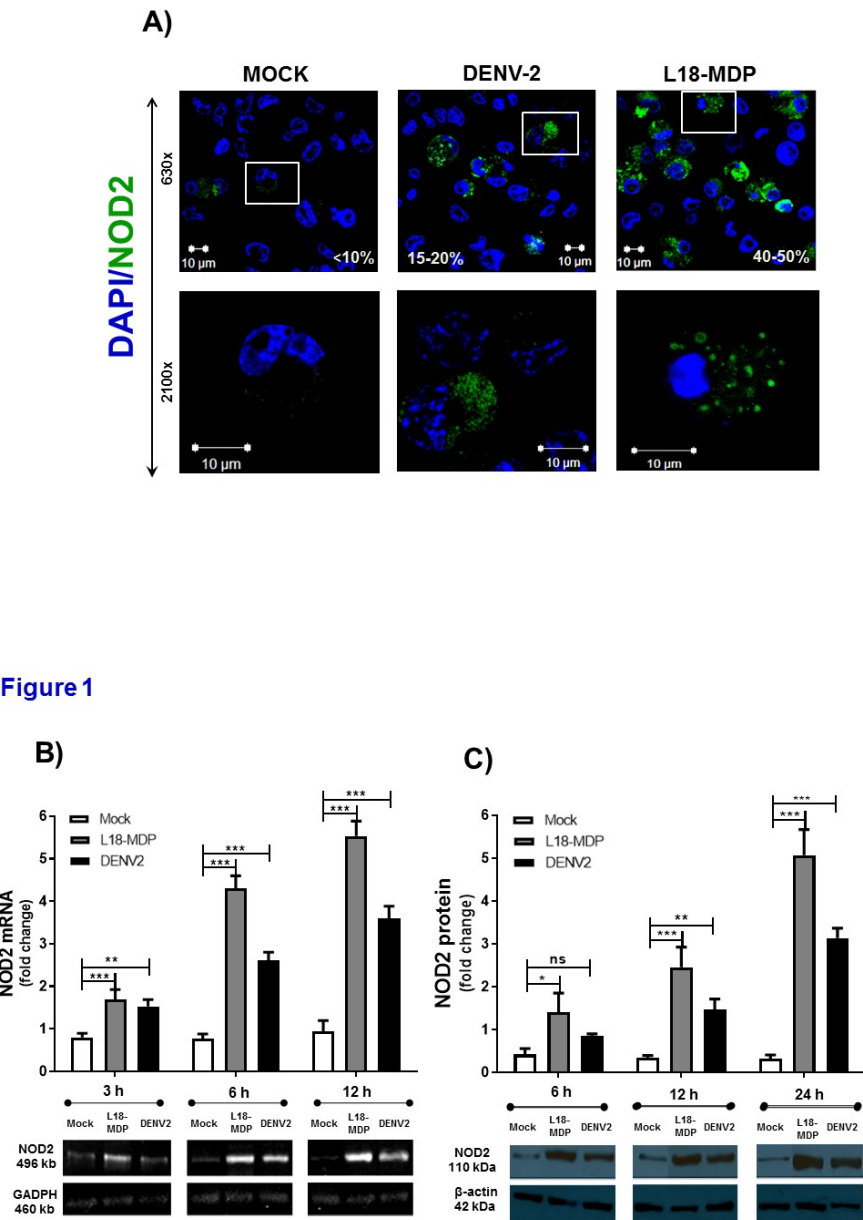 A)
MOCK
DENV-2
L18-MDP
DAPI/NOD2
630x
10 µm
<10%
15-20%
10 µm
10 µm
40-50%
2100x
10 µm
10 µm
10 µm
Figure 1
B)
NOD2 mRNA
(fold change)
6
5
4
3
2
1
0
Mock
L18-MDP
DENV2
***
**
***
***
***
***
3 h
6 h
12 h
Mock
L18-
MDP
DENV2
Mock
L18-
MDP
DENV2
Mock
L18-
MDP
DENV2
NOD2
496 kb
GADPH
460 kb
C)
NOD2 protein
(fold change)
6
5
4
3
2
1
0
Mock
L18-MDP
DENV2
ns
*
**
***
***
***
6 h
12 h
24 h
Mock
L18-
MDP
DENV2
Mock
L18-
MDP
DENV2
Mock
L18-
MDP
DENV2
NOD2
110 kDa
β-actin
42 kDa